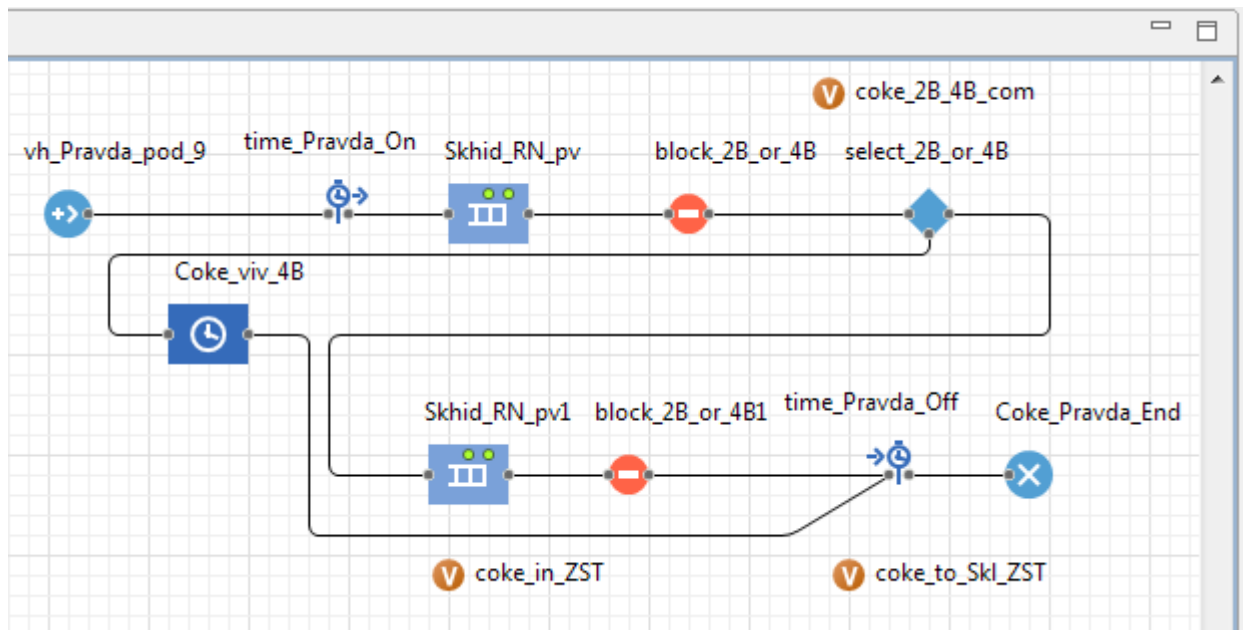 coke_2B_4B_com
vh_Pravda_pod_9
time_Pravda_On
Skhid_RN_pv
block_2B_or_4B
select_2B_or_4B
Coke_viv_4B
Skhid_RN_pv1
block_2B_or_4B1
time_Pravda_Off
Coke_Pravda_End
V coke_in_ZST
V coke_to_Skl_ZST